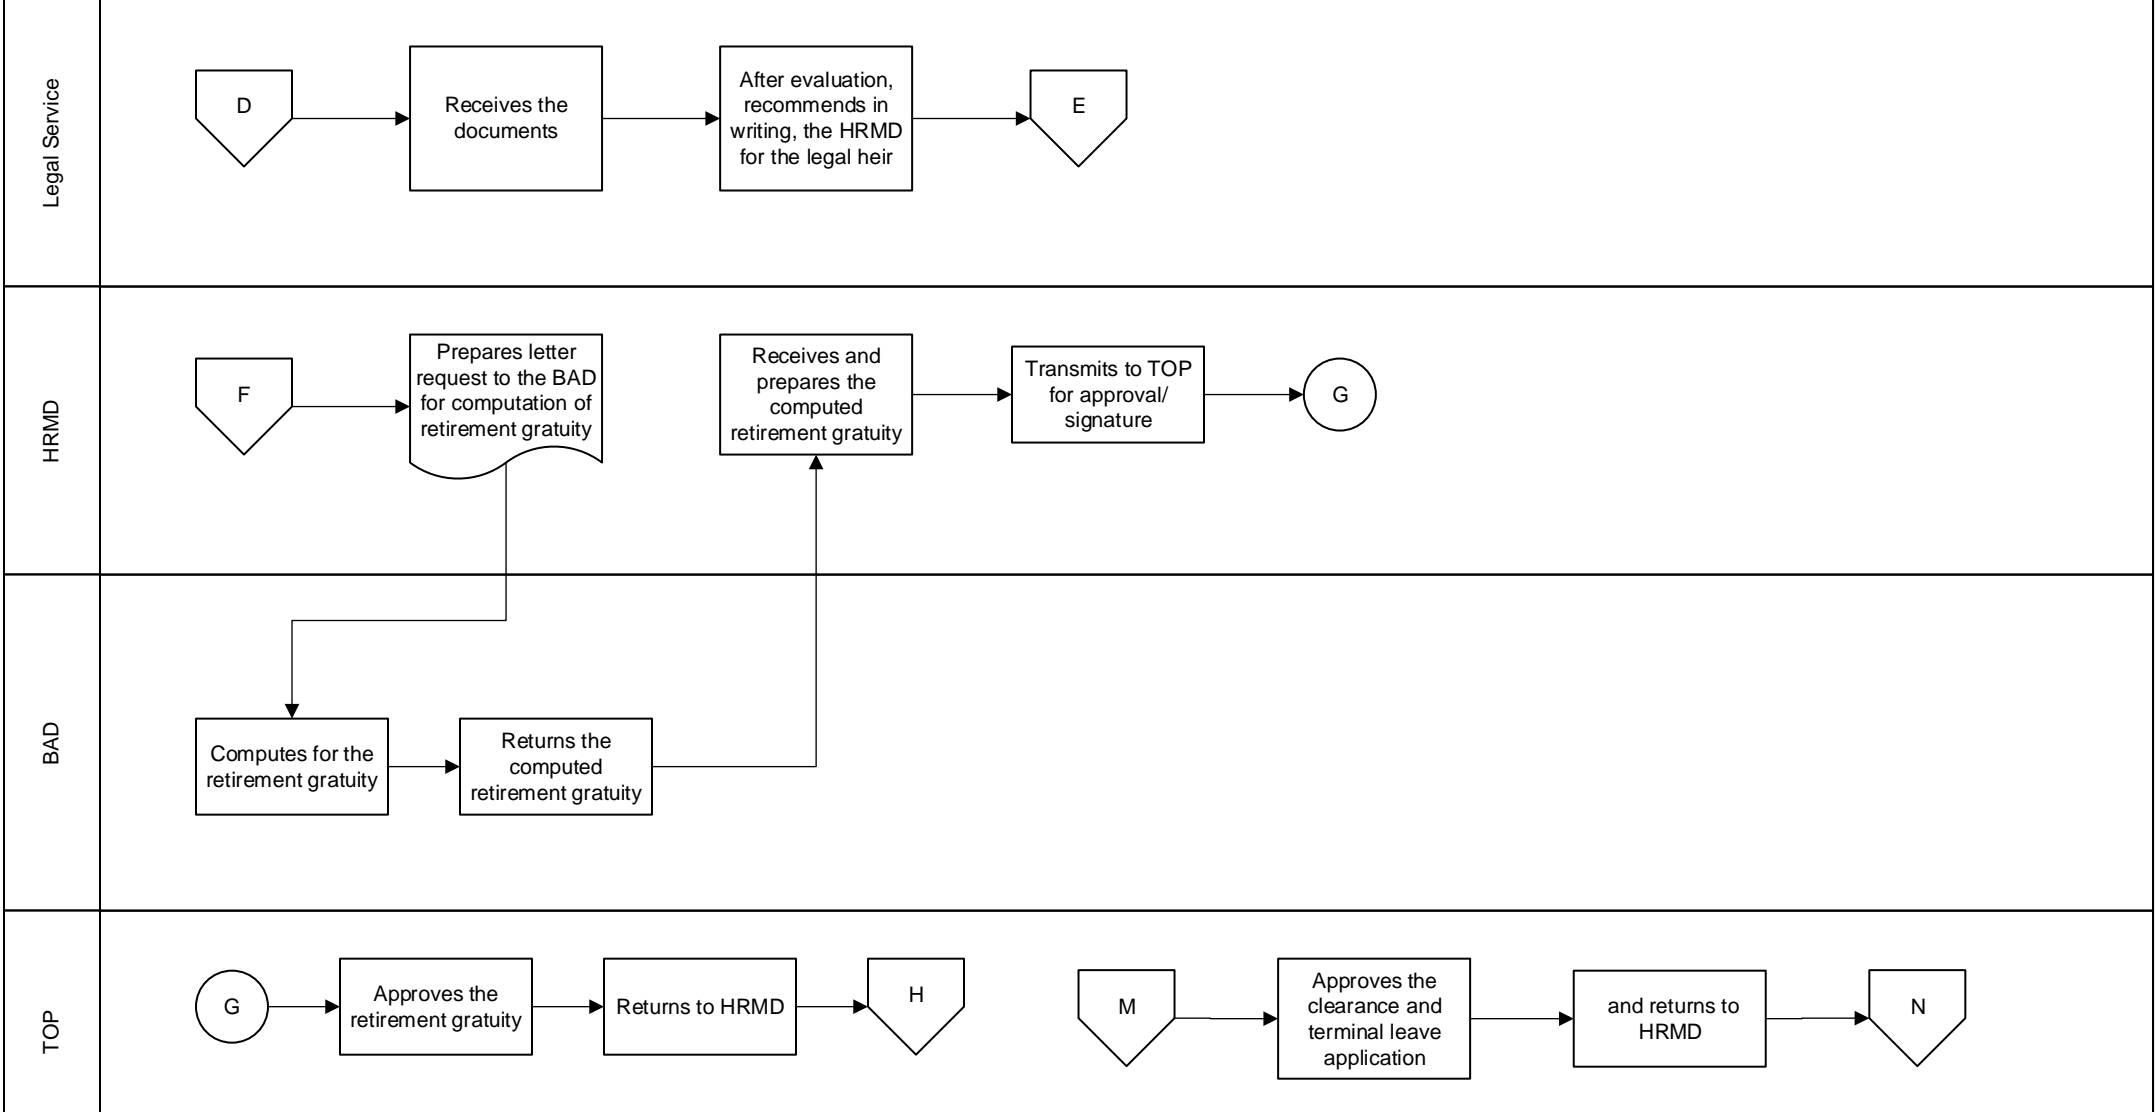 Legal Service
D
Receives the
documents
After evaluation,
recommends in
writing, the HRMD
for the legal heir
E
HRMD
F
Prepares letter
request to the BAD
for computation of
retirement gratuity
Receives and
prepares the
computed
retirement gratuity
Transmits to TOP
for approval/
signature
G
BAD
Computes for the
retirement gratuity
Returns the
computed
retirement gratuity
TOP
G
Approves the
retirement gratuity
Returns to HRMD
H
M
Approves the
clearance and
terminal leave
application
and returns to
HRMD
N